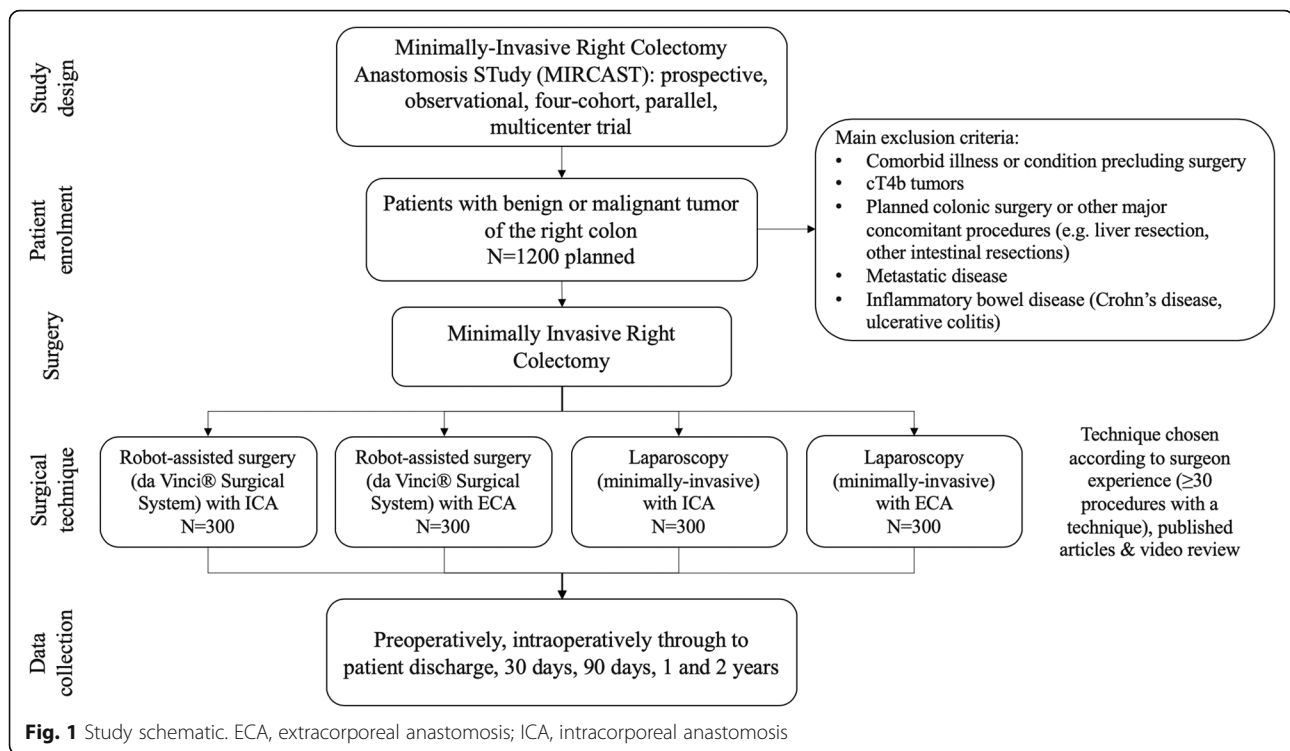 Study
design
Minimally-Invasive Right Colectomy
Anastomosis STudy (MIRCAST): prospective,
observational, four-cohort, parallel,
multicenter trial
Patient
enrolment
Patients with benign or malignant tumor
of the right colon
N=1200 planned
Main exclusion criteria:
• Comorbid illness or condition precluding surgery
• cT4b tumors
• Planned colonic surgery or other major
concomitant procedures (e.g. liver resection,
other intestinal resections)
• Metastatic disease
• Inflammatory bowel disease (Crohn's disease,
ulcerative colitis)
Surgery
Minimally Invasive Right
Colectomy
Surgical
technique
Robot-assisted surgery
(da Vinci® Surgical
System) with ICA
N=300
Robot-assisted surgery
(da Vinci® Surgical
System) with ECA
N=300
Laparoscopy
(minimally-invasive)
with ICA
N=300
Laparoscopy
(minimally-invasive)
with ECA
N=300
Technique chosen
according to surgeon
experience (≥30
procedures with a
technique), published
articles & video review
Data
collection
Preoperatively, intraoperatively through to
patient discharge, 30 days, 90 days, 1 and 2 years
Fig. 1 Study schematic. ECA, extracorporeal anastomosis; ICA, intracorporeal anastomosis